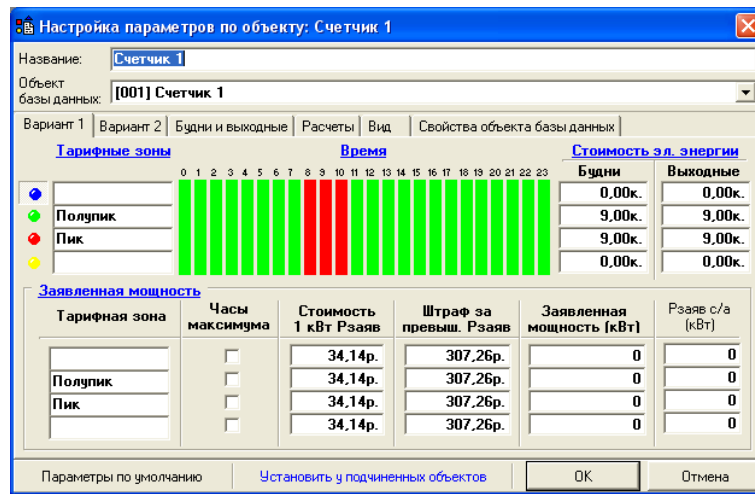 Настройка параметров по объекту: Счетчик 1
Название: Счетчик 1
Объект
базы данных: [001] Счетчик 1
Вариант 1 Вариант 2 Будни и выходные Расчеты Вид Свойства объекта базы данных
Тарифные зоны Время Стоимость эл. энергии
0 1 2 3 4 5 6 7 8 9 10 11 12 13 14 15 16 17 18 19 20 21 22 23 Будни Выходные
0,00к. 0,00к.
Полупик 9,00к. 9,00к.
Пик 9,00к. 9,00к.
0,00к. 0,00к.
Заявленная мощность
Тарифная зона Часы максимума Стоимость 1 кВт Рзаяв Штраф за превыш. Рзаяв Заявленная мощность (кВт) Рзаяв с/а (кВт)
34,14р. 307,26р. 0 0
Полупик 34,14р. 307,26р. 0 0
Пик 34,14р. 307,26р. 0 0
34,14р. 307,26р. 0 0
Параметры по умолчанию Установить у подчиненных объектов OK Отмена